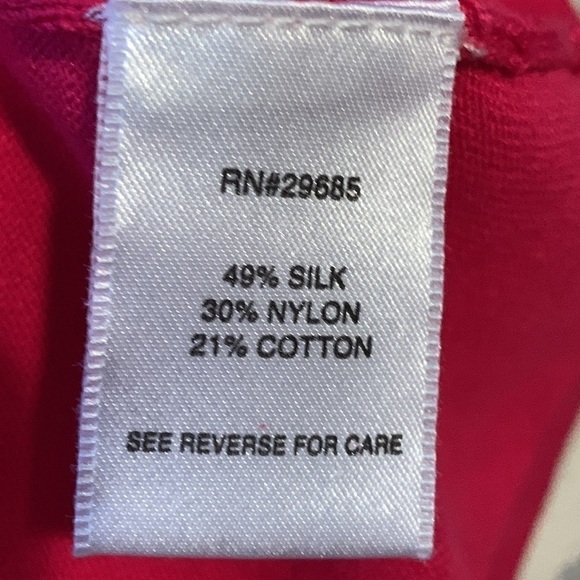 RN#29685
49% SILK
30% NYLON
21% COTTON
SEE REVERSE FOR CARE